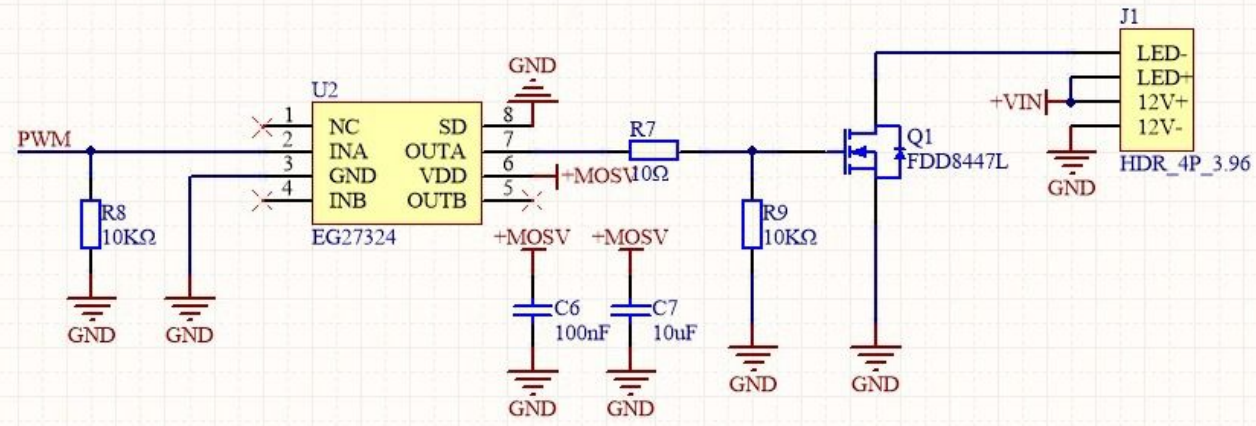 J1
GND
U2
LED-
LED+
1
NC
SD
8
+VIN
12V+
PWM
2
INA
OUTA
7
R7
12V-
3
GND
VDD
6
+MOSV
10Ω
Q1
FDD8447L
HDR_4P_3.96
4
INB
OUTB
5
GND
R8
10KΩ
EG27324
+MOSV
+MOSV
R9
10KΩ
C6
100nF
C7
10uF
GND
GND
GND
GND
GND
GND